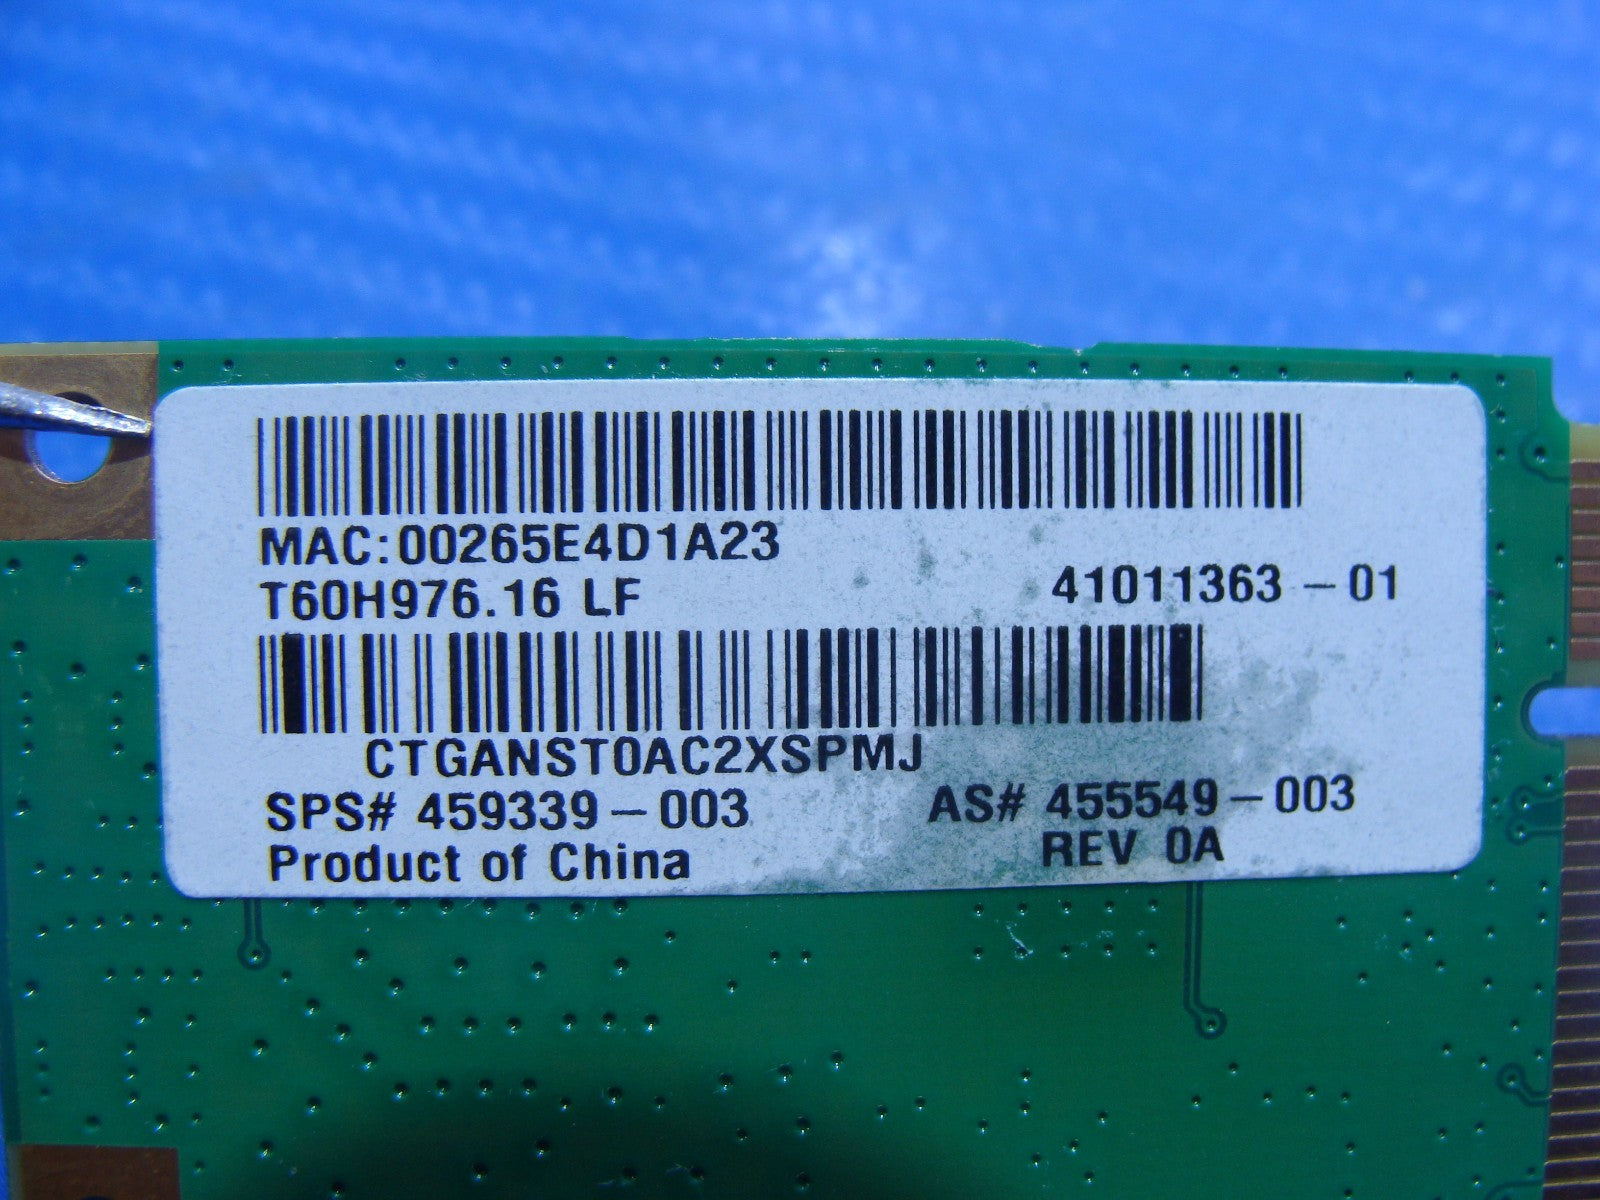 MAC:00265E4D1A23
T60H976.16 LF 41011363-01
CTGANST0AC2XSPMJ
SPS# 459339-003 AS# 455549-003
Product of China REV 0A